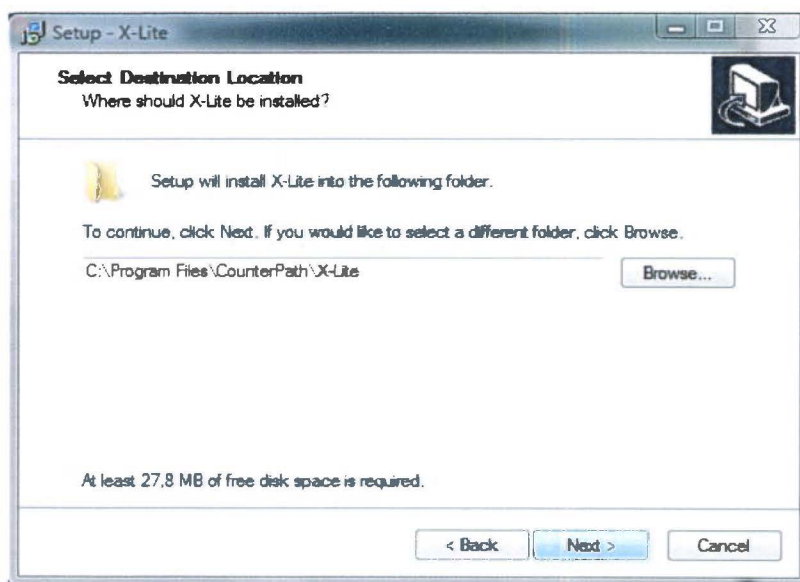 Setup - X-Lite
Select Destination Location
Where should X-Lite be installed?
Setup will install X-Lite into the following folder.
To continue, click Next. If you would like to select a different folder, click Browse.
C:\Program Files\CounterPath\X-Lite
Browse...
At least 27,8 MB of free disk space is required.
< Back
Next >
Cancel